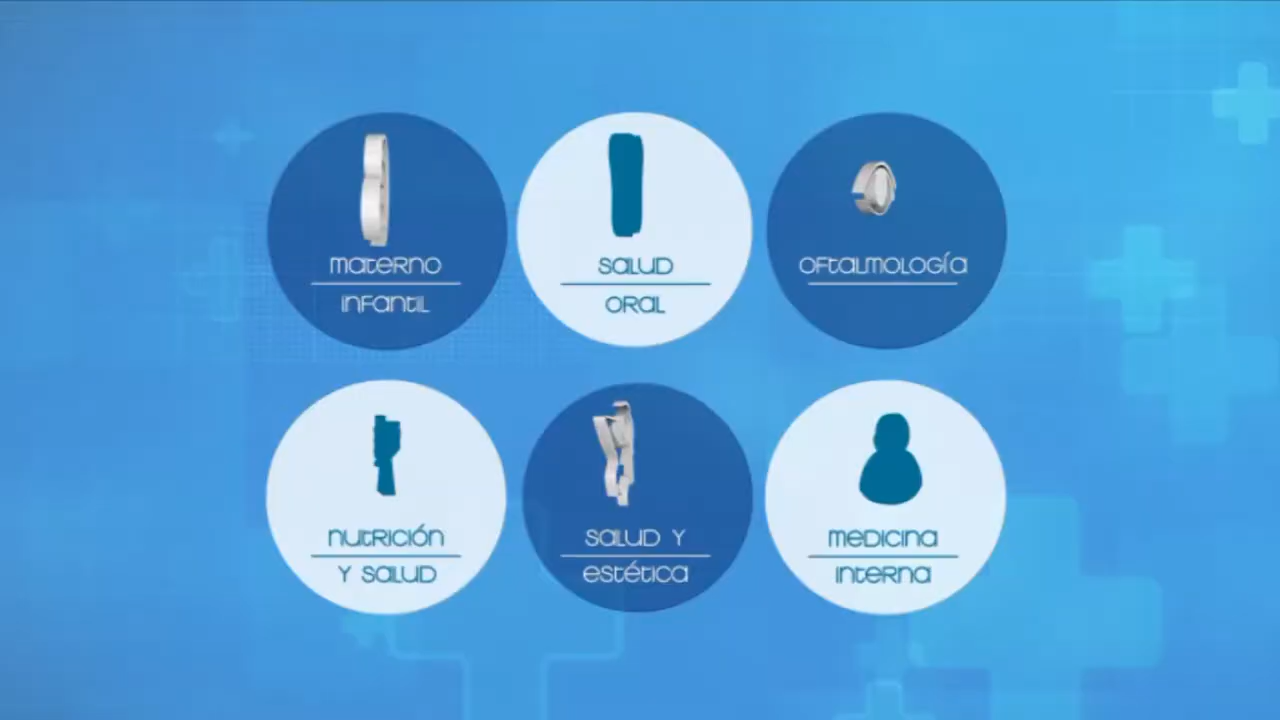 Materno
Infantil
Salud
Oral
Oftalmología
Nutrición
y Salud
Salud y
Estética
Medicina
Interna